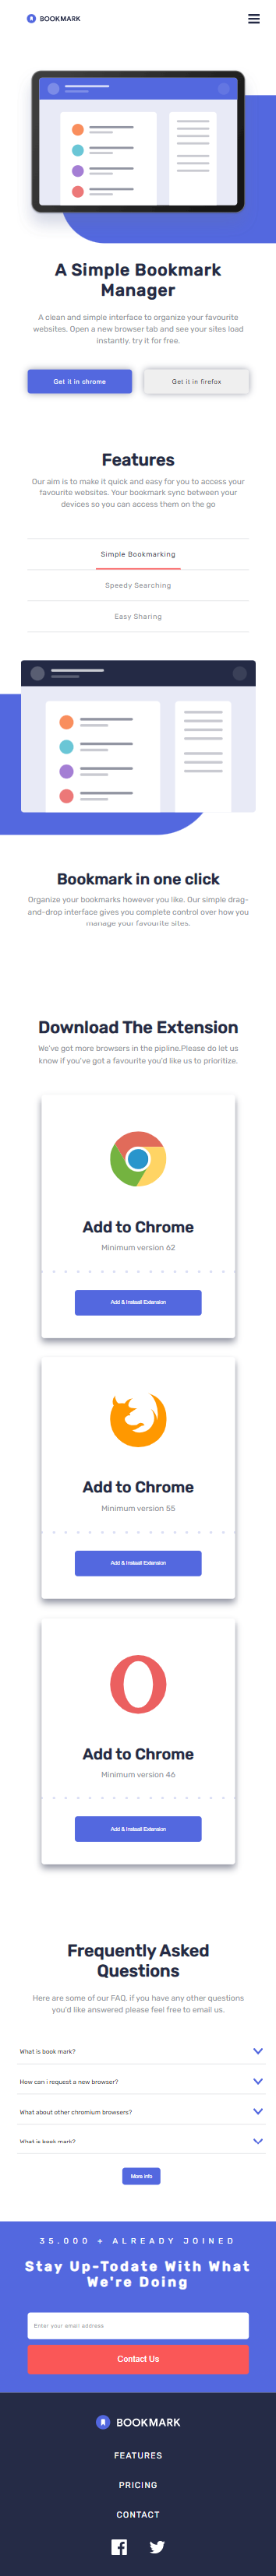 BOOKMARK
A Simple Bookmark
Manager
A clean and simple interface to organize your favourite
websites. Open a new browser tab and see your sites load
instantly. try it for free.
Get it in chrome
Get it in firefox
Features
Our aim is to make it quick and easy for you to access your
favourite websites. Your bookmark sync between your
devices so you can access them on the go
Simple Bookmarking
Speedy Searching
Easy Sharing
Bookmark in one click
Organize your bookmarks however you like. Our simple drag-
and-drop interface gives you complete control over how you
manage your favourite sites.
Download The Extension
We've got more browsers in the pipline.Please do let us
know if you've got a favourite you'd like us to prioritize.
Add to Chrome
Minimum version 62
Add & Instaall Extension
Add to Chrome
Minimum version 55
Add & Instaall Extension
Add to Chrome
Minimum version 46
Add & Instaall Extension
Frequently Asked
Questions
Here are some of our FAQ, if you have any other questions
you'd like answered please feel free to email us.
What is book mark?
How can i request a new browser?
What about other chromium browsers?
What is book mark?
More info
35.000 + ALREADY JOINED
Stay Up-Todate With What
We're Doing
Enter your email address
Contact Us
BOOKMARK
FEATURES
PRICING
CONTACT